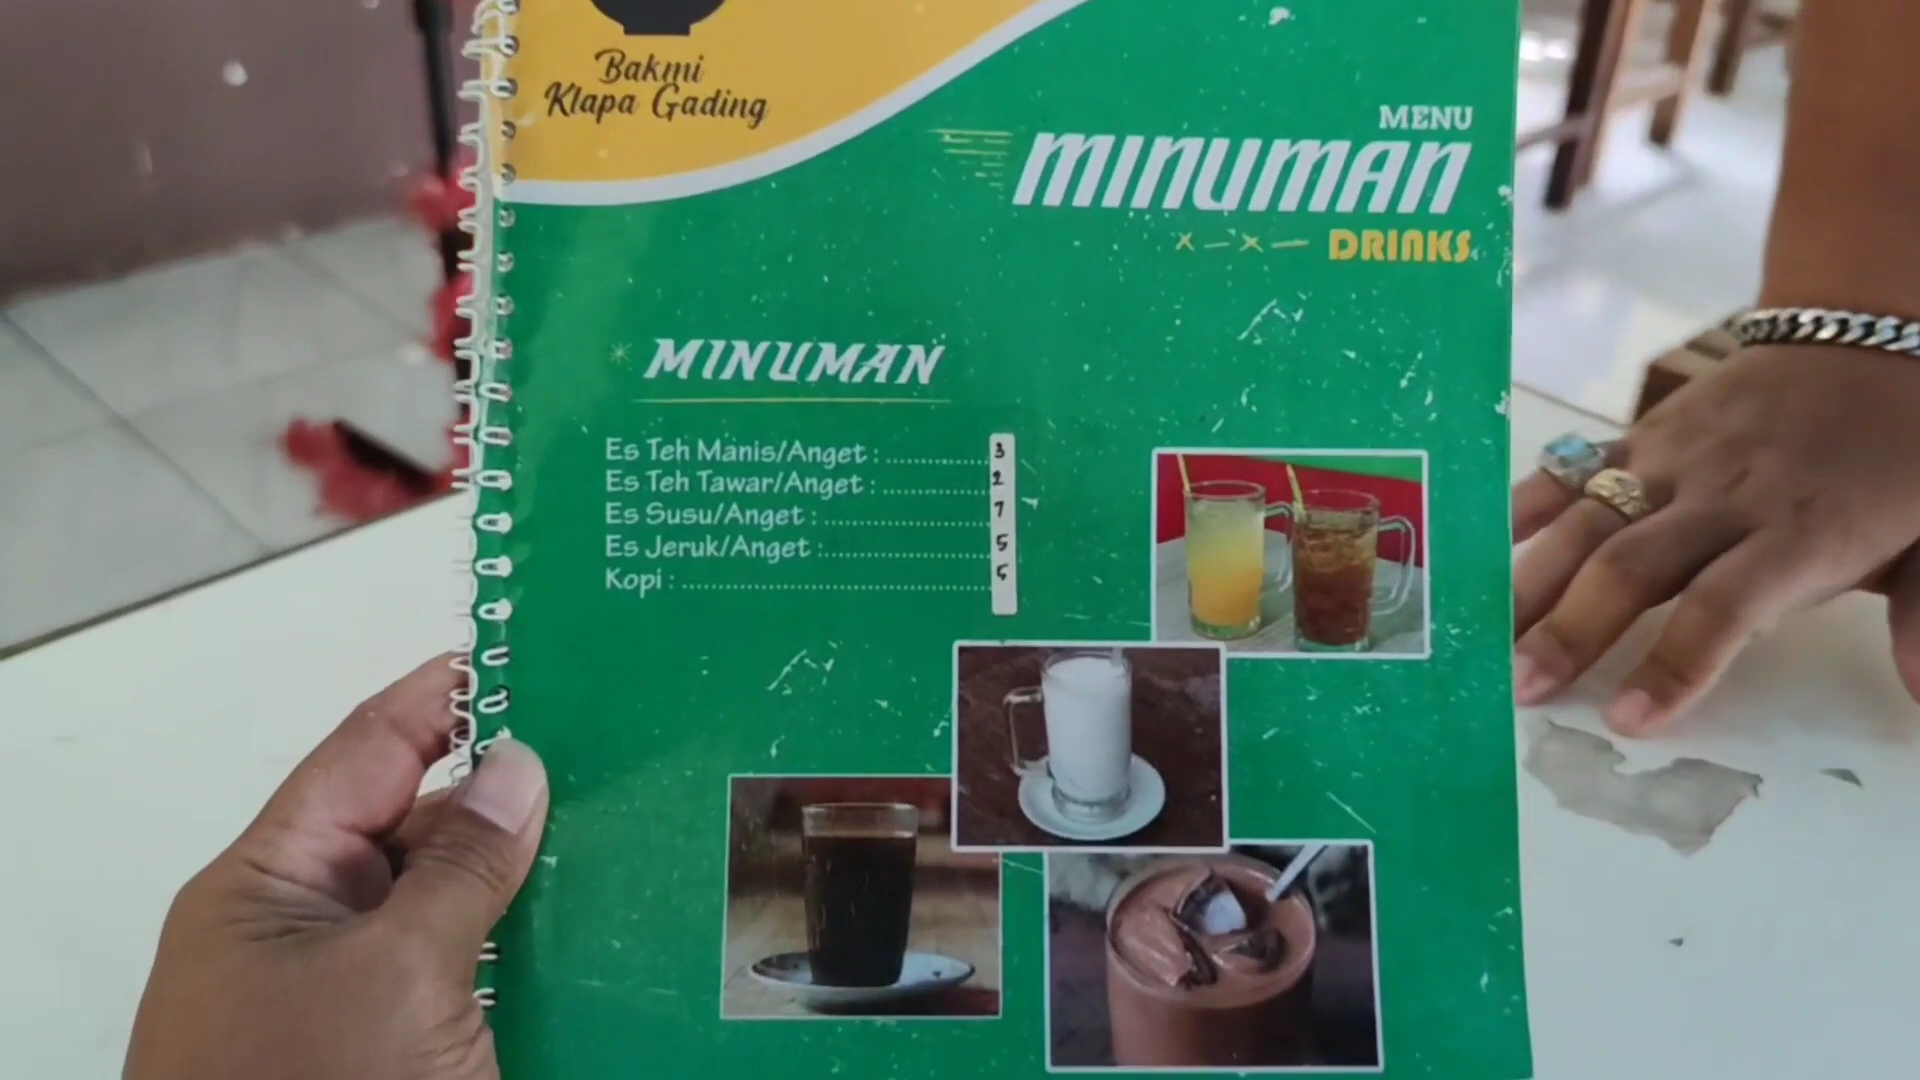 Bakmi
Klapa Gading
MENU
MINUMAN
DRINKS
MINUMAN
Es Teh Manis/Anget : 3
Es Teh Tawar/Anget : 2
Es Susu/Anget : 7
Es Jeruk/Anget : 5
Kopi : 5